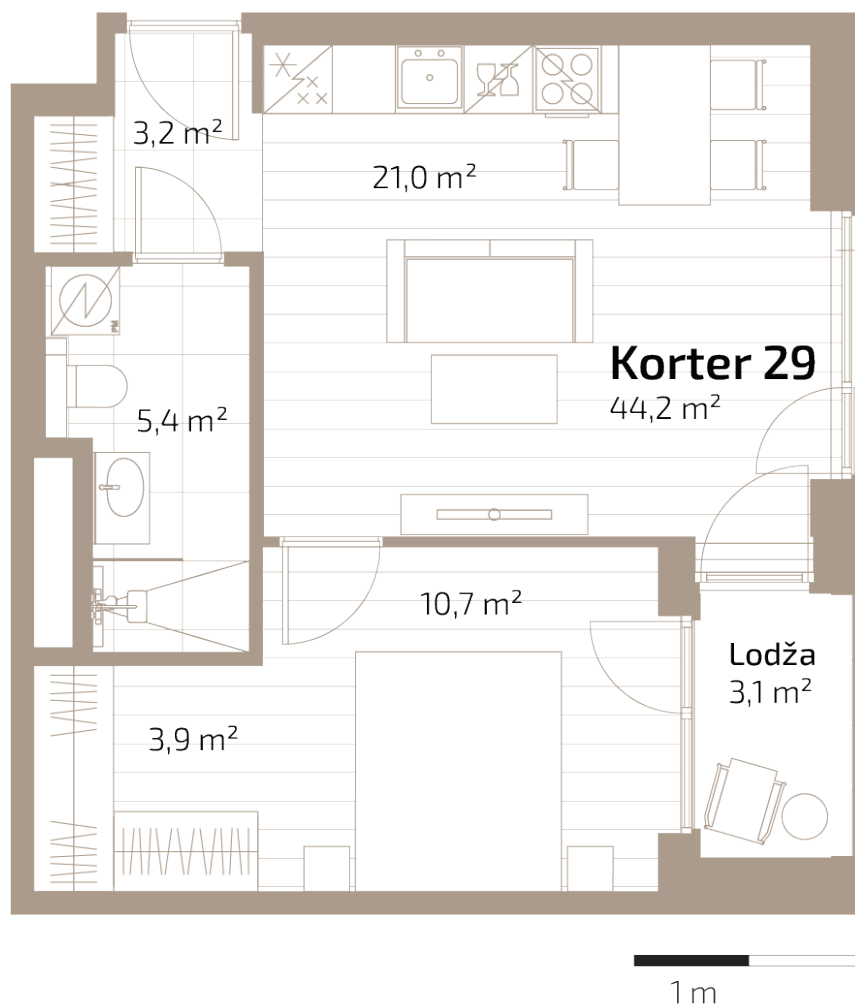 3,2 m²
21,0 m²
Korter 29
44,2 m²
5,4 m²
PM
10,7 m²
Lodža
3,1 m²
3,9 m²
1 m